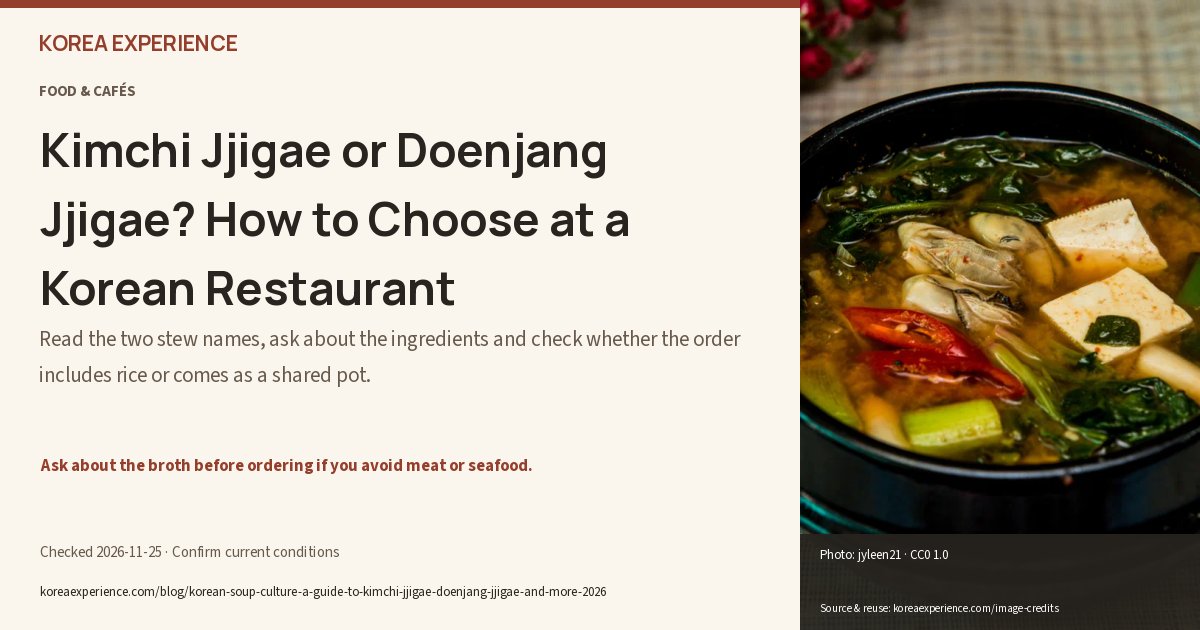 KOREA EXPERIENCE
FOOD & CAFÉS
Kimchi Jjigae or Doenjang
Jjigae? How to Choose at a
Korean Restaurant
Read the two stew names, ask about the ingredients and check whether the order
includes rice or comes as a shared pot.
Ask about the broth before ordering if you avoid meat or seafood.
Checked 2026-11-25 · Confirm current conditions
koreaexperience.com/blog/korean-soup-culture-a-guide-to-kimchi-jjigae-doenjang-jjigae-and-more-2026
Photo: jyleen21 · CC0 1.0
Source & reuse: koreaexperience.com/image-credits